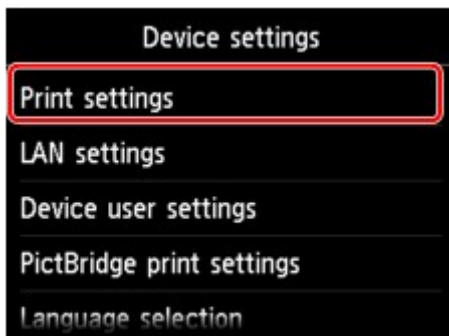 Device settings
Print settings
LAN settings
Device user settings
PictBridge print settings
Language selection